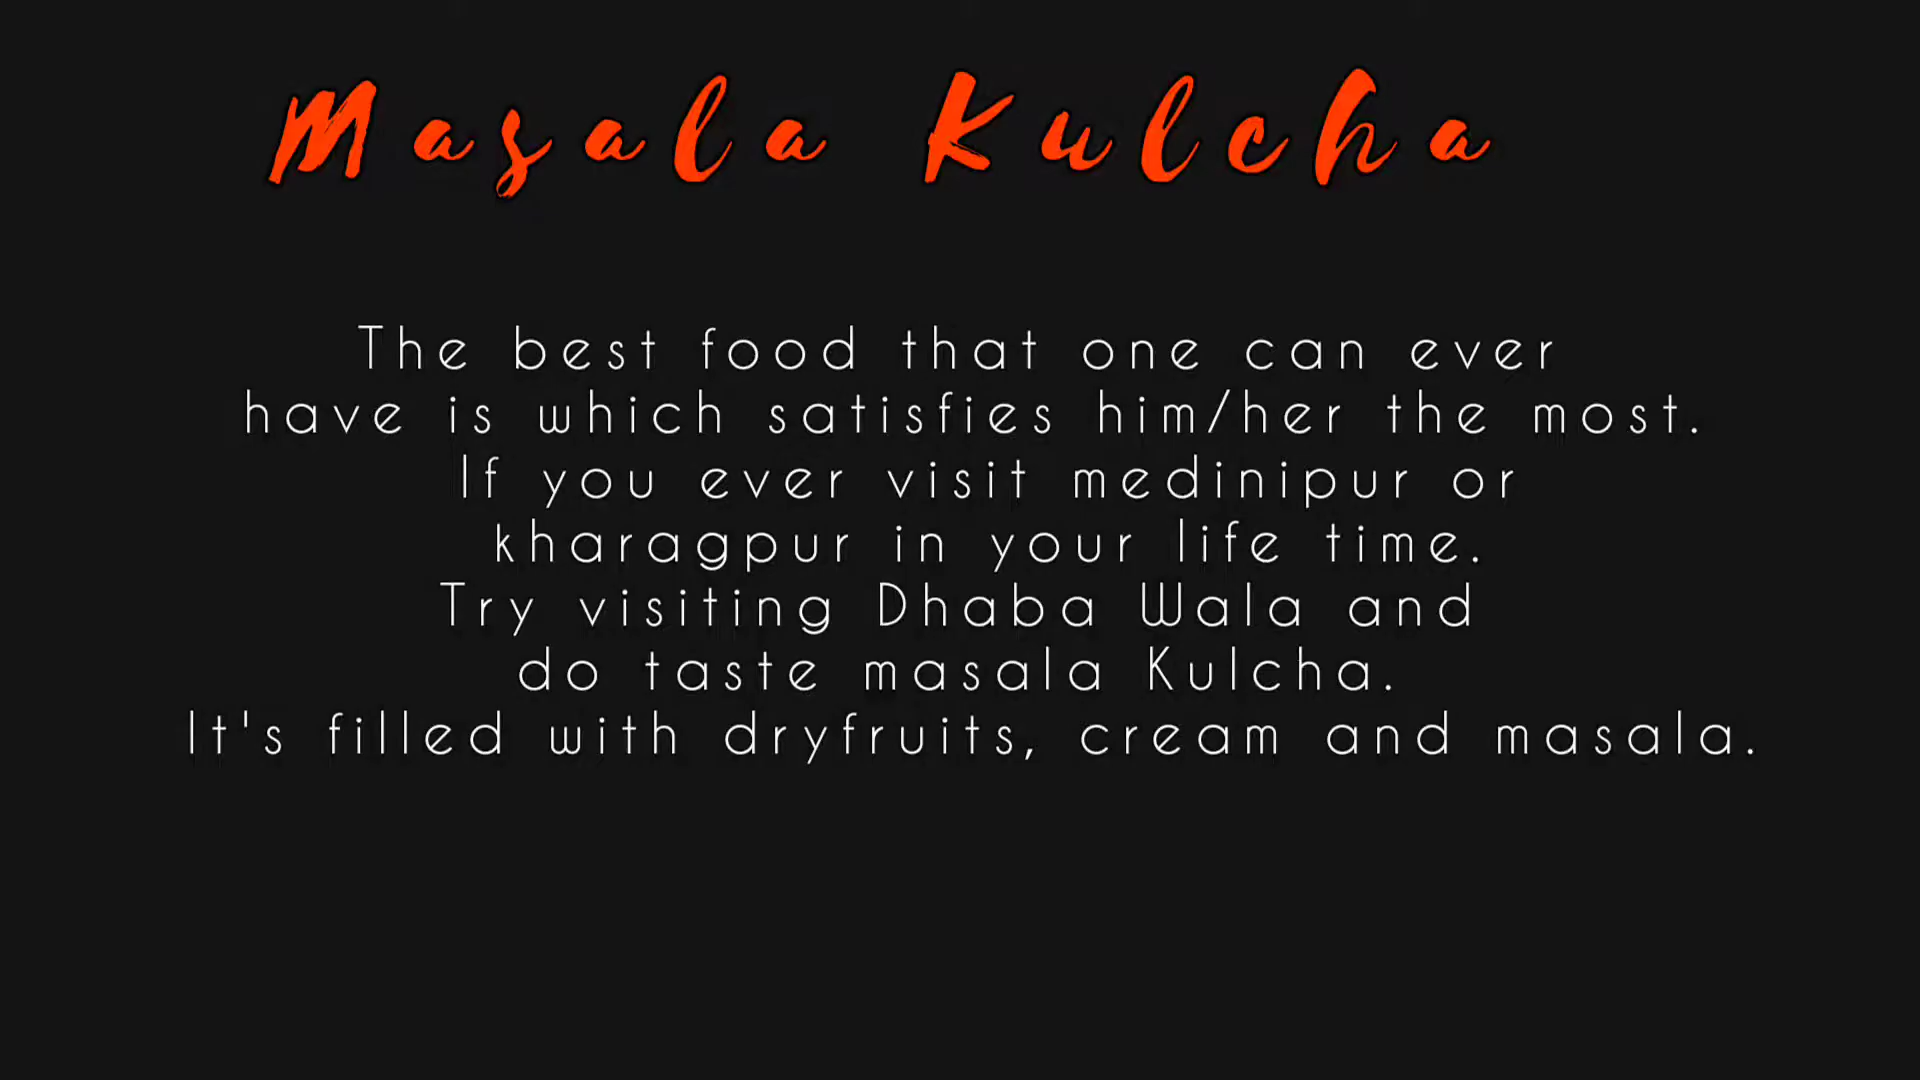 Masala Kulcha
The best food that one can ever
have is which satisfies him/her the most.
If you ever visit medinipur or
kharagpur in your life time.
Try visiting Dhaba Wala and
do taste masala Kulcha.
It's filled with dryfruits, cream and masala.